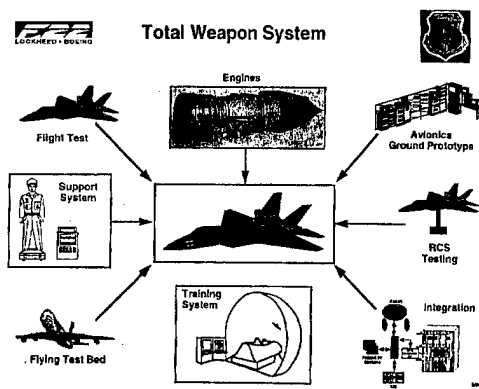 LOCKHEED • BOEING
Total Weapon System
Engines
Flight Test
Avionics
Ground Prototype
Support
System
RCS
Testing
Training
System
Integration
. Flying Test Bed